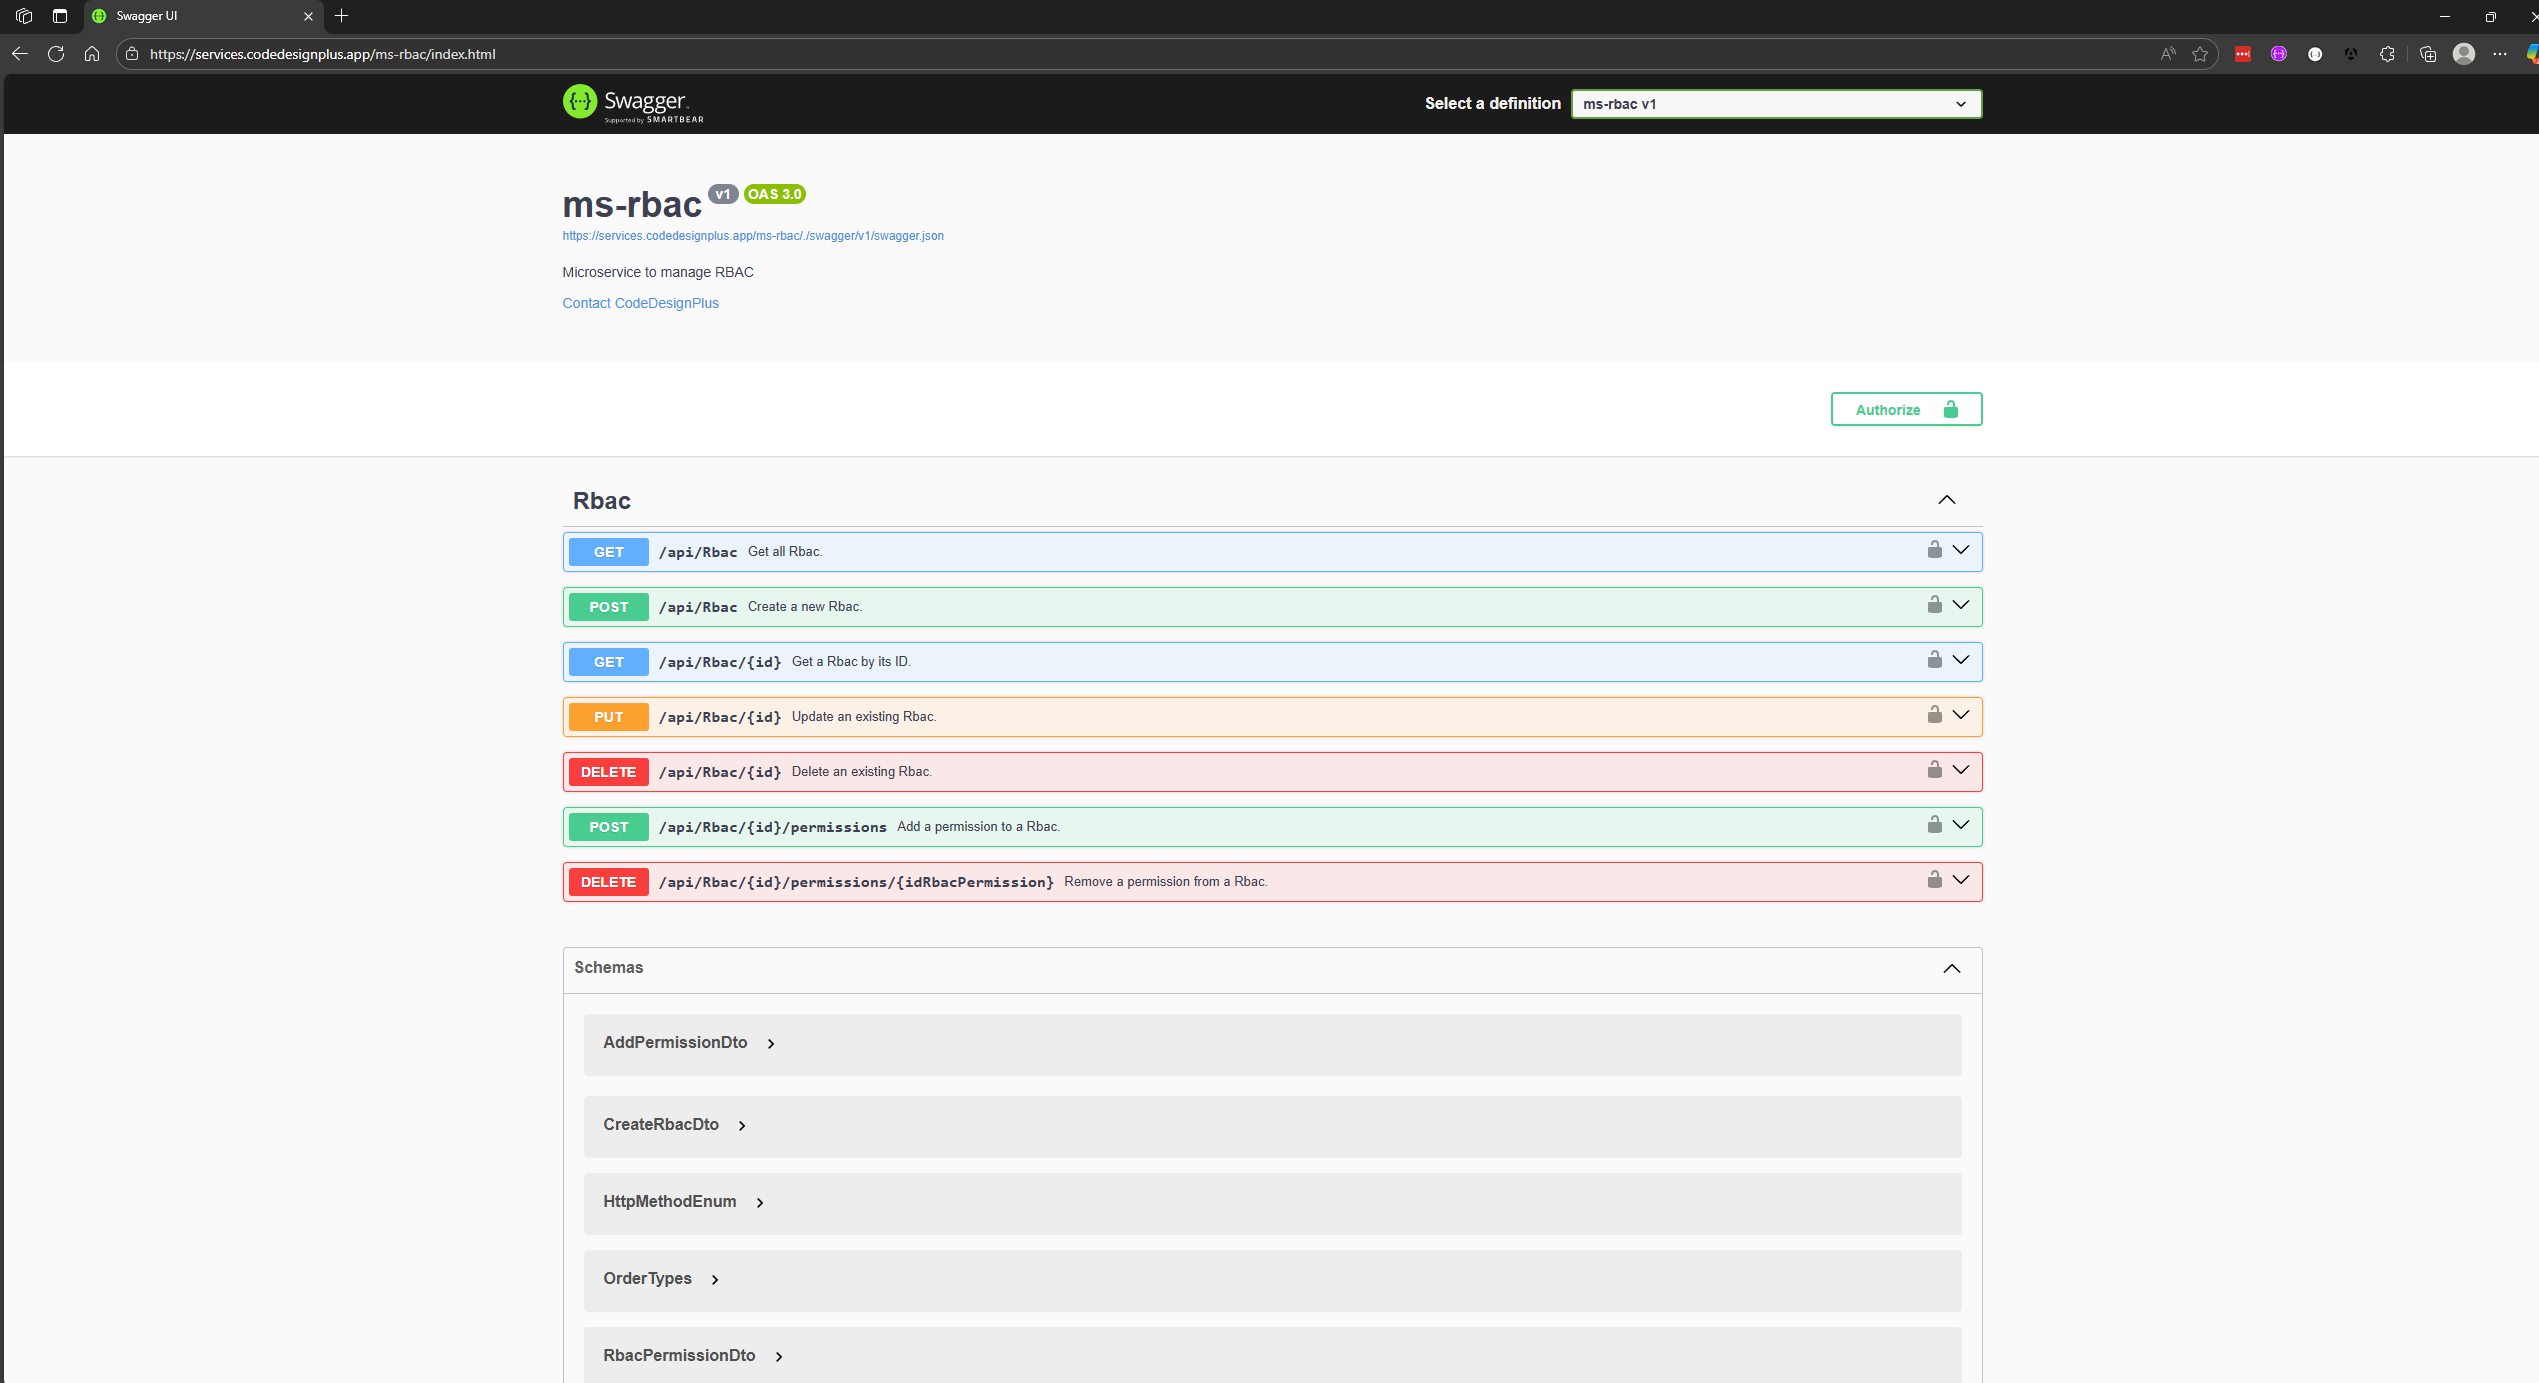 Swagger UI
https://services.codedesignplus.app/ms-rbac/index.html
Swagger
Supported by SMARTBEAR
Select a definition
ms-rbac v1
ms-rbac v1 OAS 3.0
https://services.codedesignplus.app/ms-rbac/./swagger/v1/swagger.json
Microservice to manage RBAC
Contact CodeDesignPlus
Authorize
Rbac
GET /api/Rbac Get all Rbac.
POST /api/Rbac Create a new Rbac.
GET /api/Rbac/{id} Get a Rbac by its ID.
PUT /api/Rbac/{id} Update an existing Rbac.
DELETE /api/Rbac/{id} Delete an existing Rbac.
POST /api/Rbac/{id}/permissions Add a permission to a Rbac.
DELETE /api/Rbac/{id}/permissions/{idRbacPermission} Remove a permission from a Rbac.
Schemas
AddPermissionDto
CreateRbacDto
HttpMethodEnum
OrderTypes
RbacPermissionDto